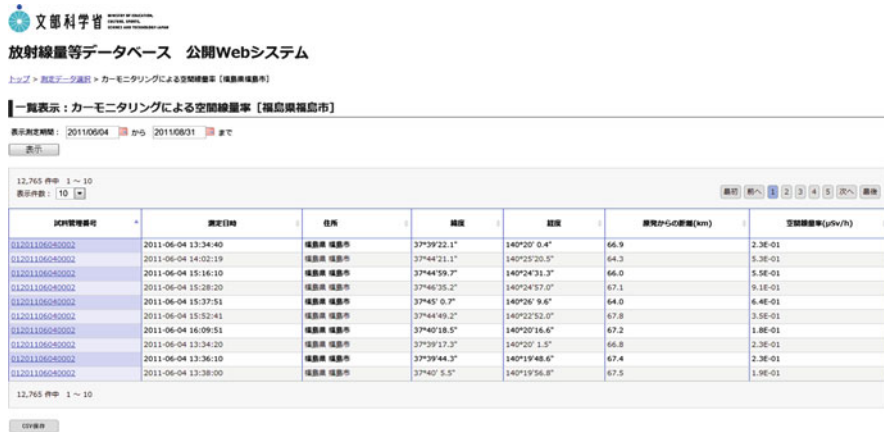 文部科学省
MINISTRY OF EDUCATION,
CULTURE, SPORTS,
SCIENCE AND TECHNOLOGY-JAPAN
放射線量等データベース 公開Webシステム
トップ > 測定データ選択 > カーモニタリングによる空間線量率［福島県福島市］
一覧表示：カーモニタリングによる空間線量率［福島県福島市］
表示測定期間： 2011/06/04 から 2011/08/31 まで
表示
12,765 件中 1 ～ 10
表示件数： 10
最初 前へ 1 2 3 4 5 次へ 最後
試料管理番号 測定日時 住所 緯度 経度 原発からの距離(km) 空間線量率(μSv/h)
01201106040002 2011-06-04 13:34:40 福島県 福島市 37°39'22.1" 140°20' 0.4" 66.9 2.3E-01
01201106040002 2011-06-04 14:02:19 福島県 福島市 37°44'21.1" 140°25'20.5" 64.3 5.3E-01
01201106040002 2011-06-04 15:16:10 福島県 福島市 37°44'59.7" 140°24'31.3" 66.0 5.5E-01
01201106040002 2011-06-04 15:28:20 福島県 福島市 37°46'35.2" 140°24'57.0" 67.1 9.1E-01
01201106040002 2011-06-04 15:37:51 福島県 福島市 37°45' 0.7" 140°26' 9.6" 64.0 6.4E-01
01201106040002 2011-06-04 15:52:41 福島県 福島市 37°44'49.2" 140°22'52.0" 67.8 3.5E-01
01201106040002 2011-06-04 16:09:51 福島県 福島市 37°40'18.5" 140°20'16.6" 67.2 1.8E-01
01201106040002 2011-06-04 13:34:20 福島県 福島市 37°39'17.3" 140°20' 1.5" 66.8 2.3E-01
01201106040002 2011-06-04 13:36:10 福島県 福島市 37°39'44.3" 140°19'48.6" 67.4 2.3E-01
01201106040002 2011-06-04 13:38:00 福島県 福島市 37°40' 5.5" 140°19'56.8" 67.5 1.9E-01
12,765 件中 1 ～ 10
CSV保存